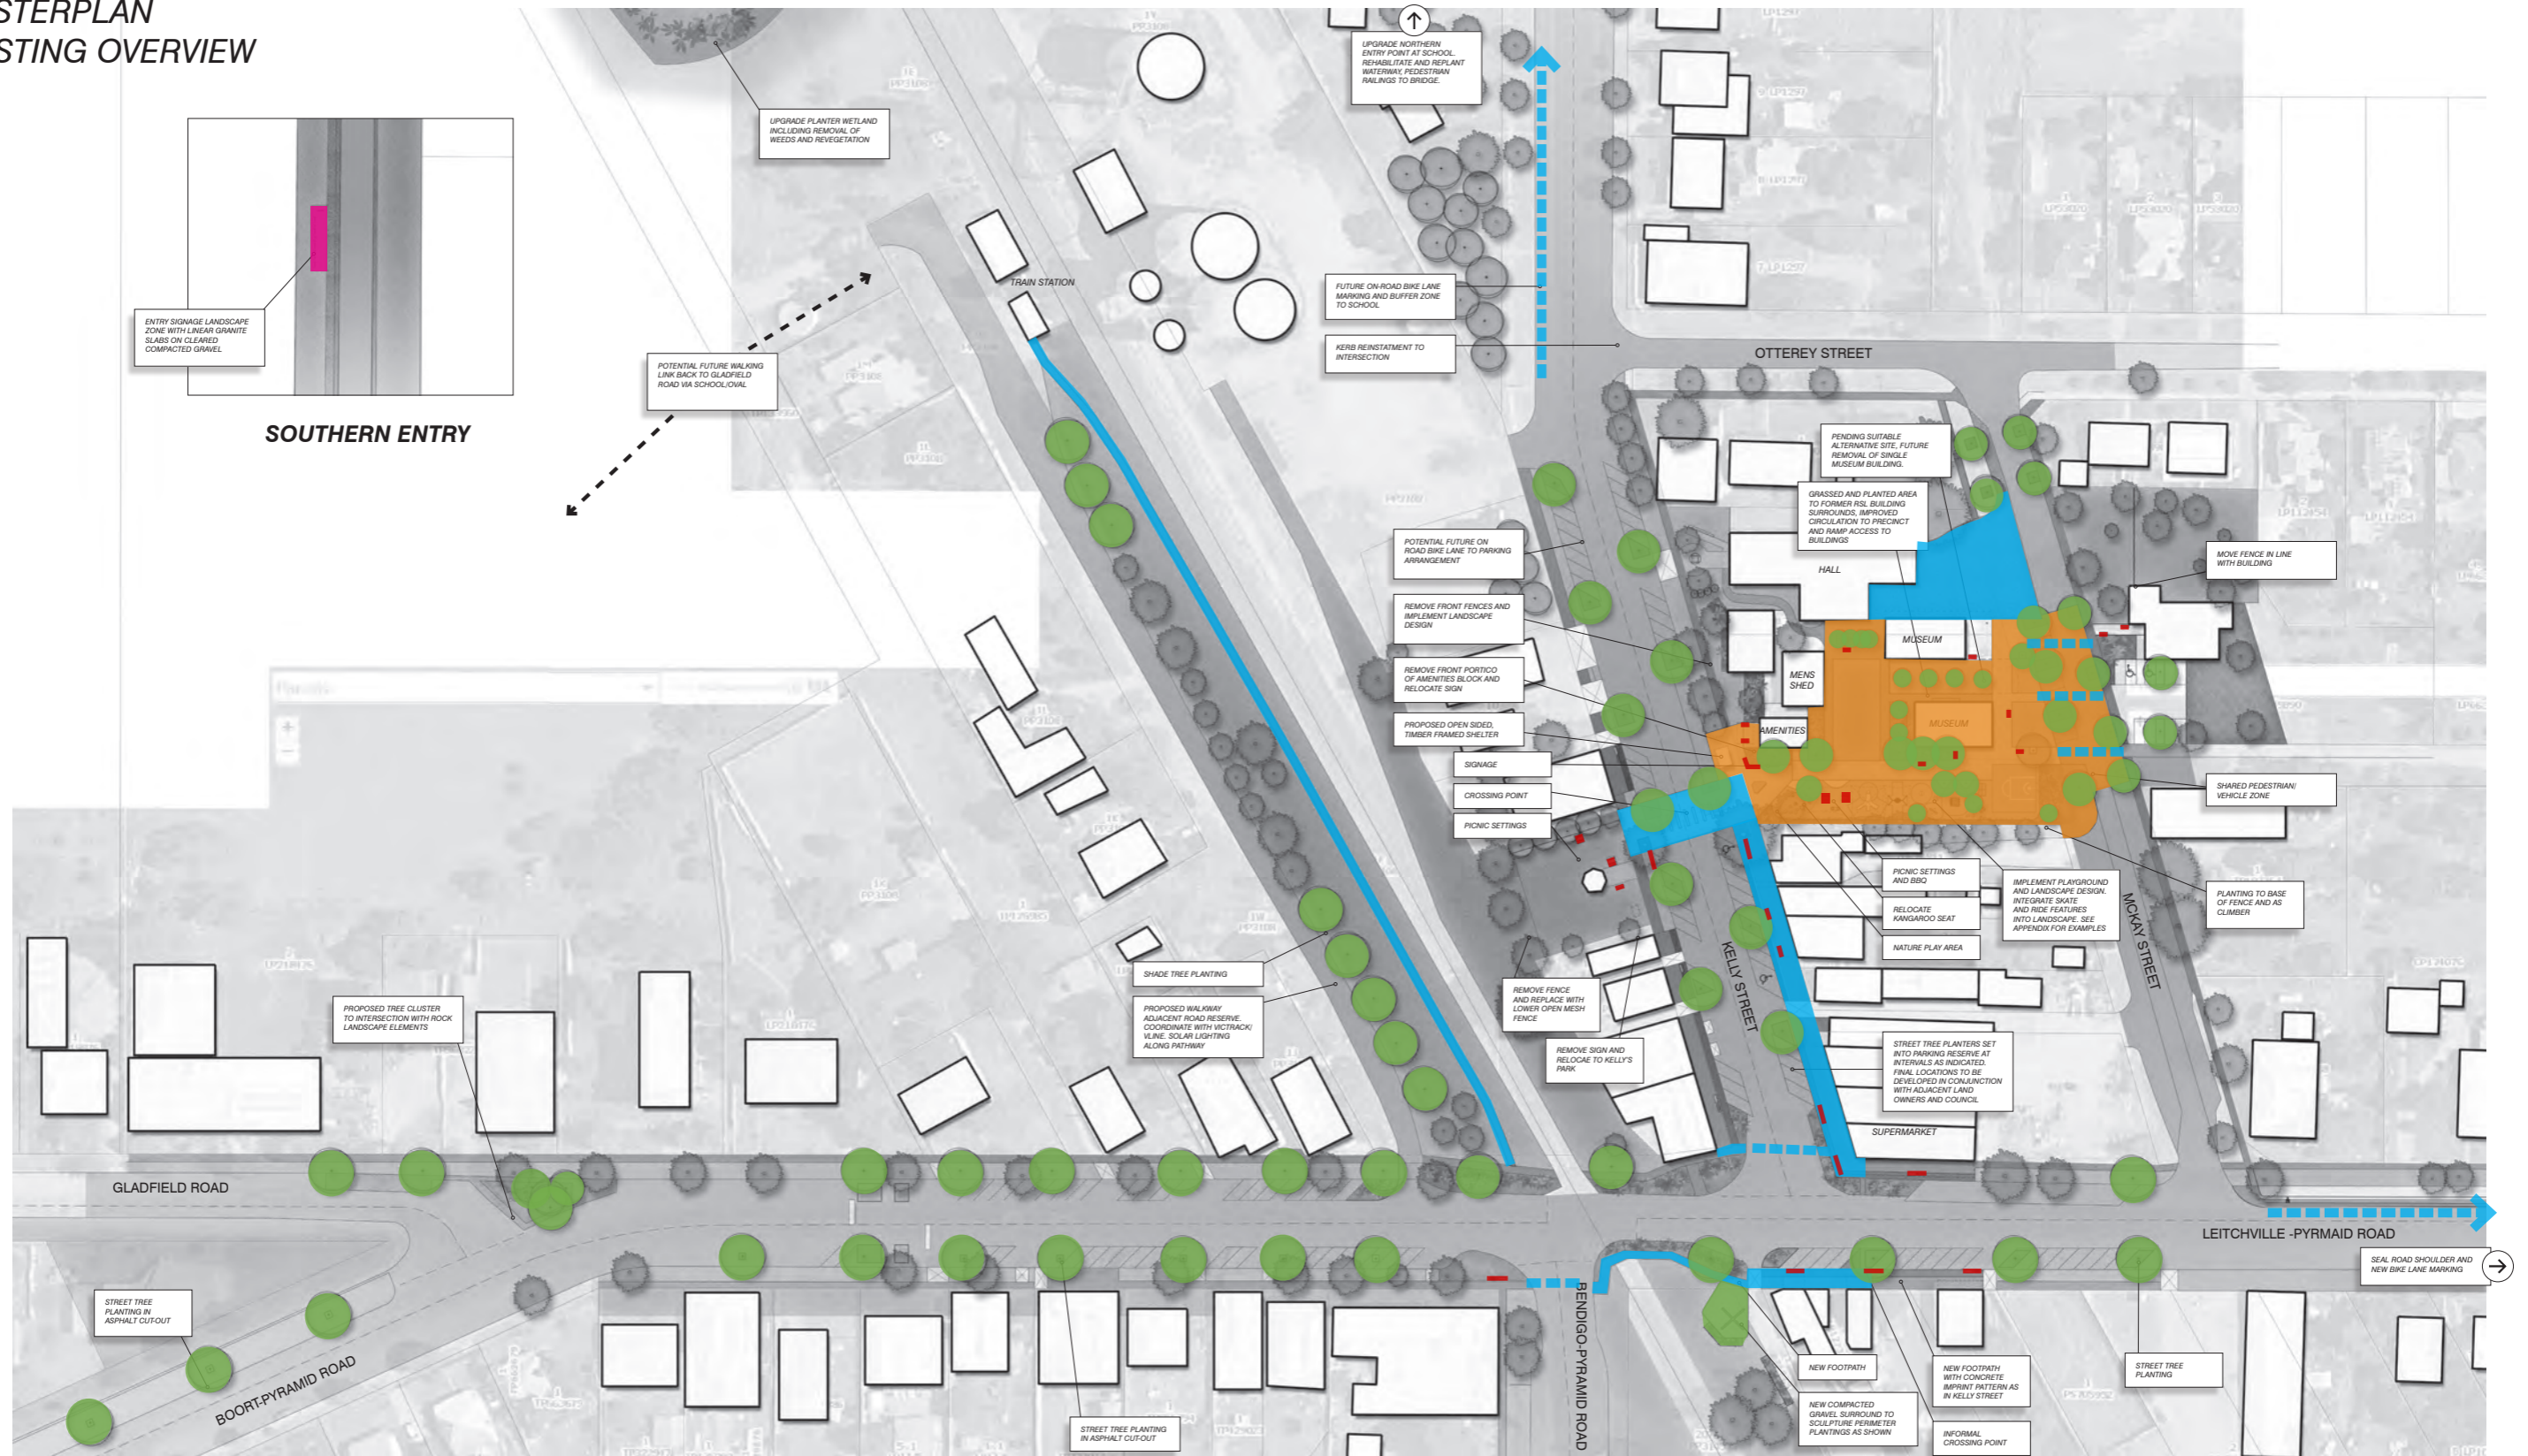 STERPLAN
STING OVERVIEW
UPGRADE PLANTER WETLAND
INCLUDING REMOVAL OF
WEEDS AND REVEGETATION
UPGRADE NORTHERN
ENTRY POINT AT SCHOOL.
REHABILITATE AND REPLANT
WATERWAY, PEDESTRIAN
RAILINGS TO BRIDGE.
ENTRY SIGNAGE LANDSCAPE
ZONE WITH LINEAR GRANITE
SLABS ON CLEARED
COMPACTED GRAVEL
SOUTHERN ENTRY
POTENTIAL FUTURE WALKING
LINK BACK TO GLADFIELD
ROAD VIA SCHOOL/OVAL
TRAIN STATION
FUTURE ON-ROAD BIKE LANE
MARKING AND BUFFER ZONE
TO SCHOOL
KERB REINSTATMENT TO
INTERSECTION
OTTEREY STREET
PENDING SUITABLE
ALTERNATIVE SITE, FUTURE
REMOVAL OF SINGLE
MUSEUM BUILDING.
GRASSED AND PLANTED AREA
TO FORMER RSL BUILDING
SURROUNDS, IMPROVED
CIRCULATION TO PRECINCT
AND RAMP ACCESS TO
BUILDINGS
POTENTIAL FUTURE ON
ROAD BIKE LANE TO PARKING
ARRANGEMENT
HALL
MOVE FENCE IN LINE
WITH BUILDING
REMOVE FRONT FENCES AND
IMPLEMENT LANDSCAPE
DESIGN
MUSEUM
REMOVE FRONT PORTICO
OF AMENITIES BLOCK AND
RELOCATE SIGN
MENS
SHED
PROPOSED OPEN SIDED,
TIMBER FRAMED SHELTER
AMENITIES
MUSEUM
SIGNAGE
CROSSING POINT
PICNIC SETTINGS
SHARED PEDESTRIAN/
VEHICLE ZONE
PICNIC SETTINGS
AND BBQ
RELOCATE
KANGAROO SEAT
NATURE PLAY AREA
IMPLEMENT PLAYGROUND
AND LANDSCAPE DESIGN.
INTEGRATE SKATE
AND RIDE FEATURES
INTO LANDSCAPE. SEE
APPENDIX FOR EXAMPLES
PLANTING TO BASE
OF FENCE AND AS
CLIMBER
MCKAY STREET
KELLY STREET
SHADE TREE PLANTING
PROPOSED WALKWAY
ADJACENT ROAD RESERVE.
COORDINATE WITH VICTRACK/
VLINE. SOLAR LIGHTING
ALONG PATHWAY
REMOVE FENCE
AND REPLACE WITH
LOWER OPEN MESH
FENCE
REMOVE SIGN AND
RELOCAE TO KELLY'S
PARK
STREET TREE PLANTERS SET
INTO PARKING RESERVE AT
INTERVALS AS INDICATED.
FINAL LOCATIONS TO BE
DEVELOPED IN CONJUNCTION
WITH ADJACENT LAND
OWNERS AND COUNCIL
SUPERMARKET
PROPOSED TREE CLUSTER
TO INTERSECTION WITH ROCK
LANDSCAPE ELEMENTS
GLADFIELD ROAD
LEITCHVILLE -PYRMAID ROAD
SEAL ROAD SHOULDER AND
NEW BIKE LANE MARKING
STREET TREE
PLANTING IN
ASPHALT CUT-OUT
BOORT-PYRAMID ROAD
BENDIGO-PYRAMID ROAD
STREET TREE PLANTING
IN ASPHALT CUT-OUT
NEW FOOTPATH
NEW COMPACTED
GRAVEL SURROUND TO
SCULPTURE PERIMETER
PLANTINGS AS SHOWN
NEW FOOTPATH
WITH CONCRETE
IMPRINT PATTERN AS
IN KELLY STREET
INFORMAL
CROSSING POINT
STREET TREE
PLANTING